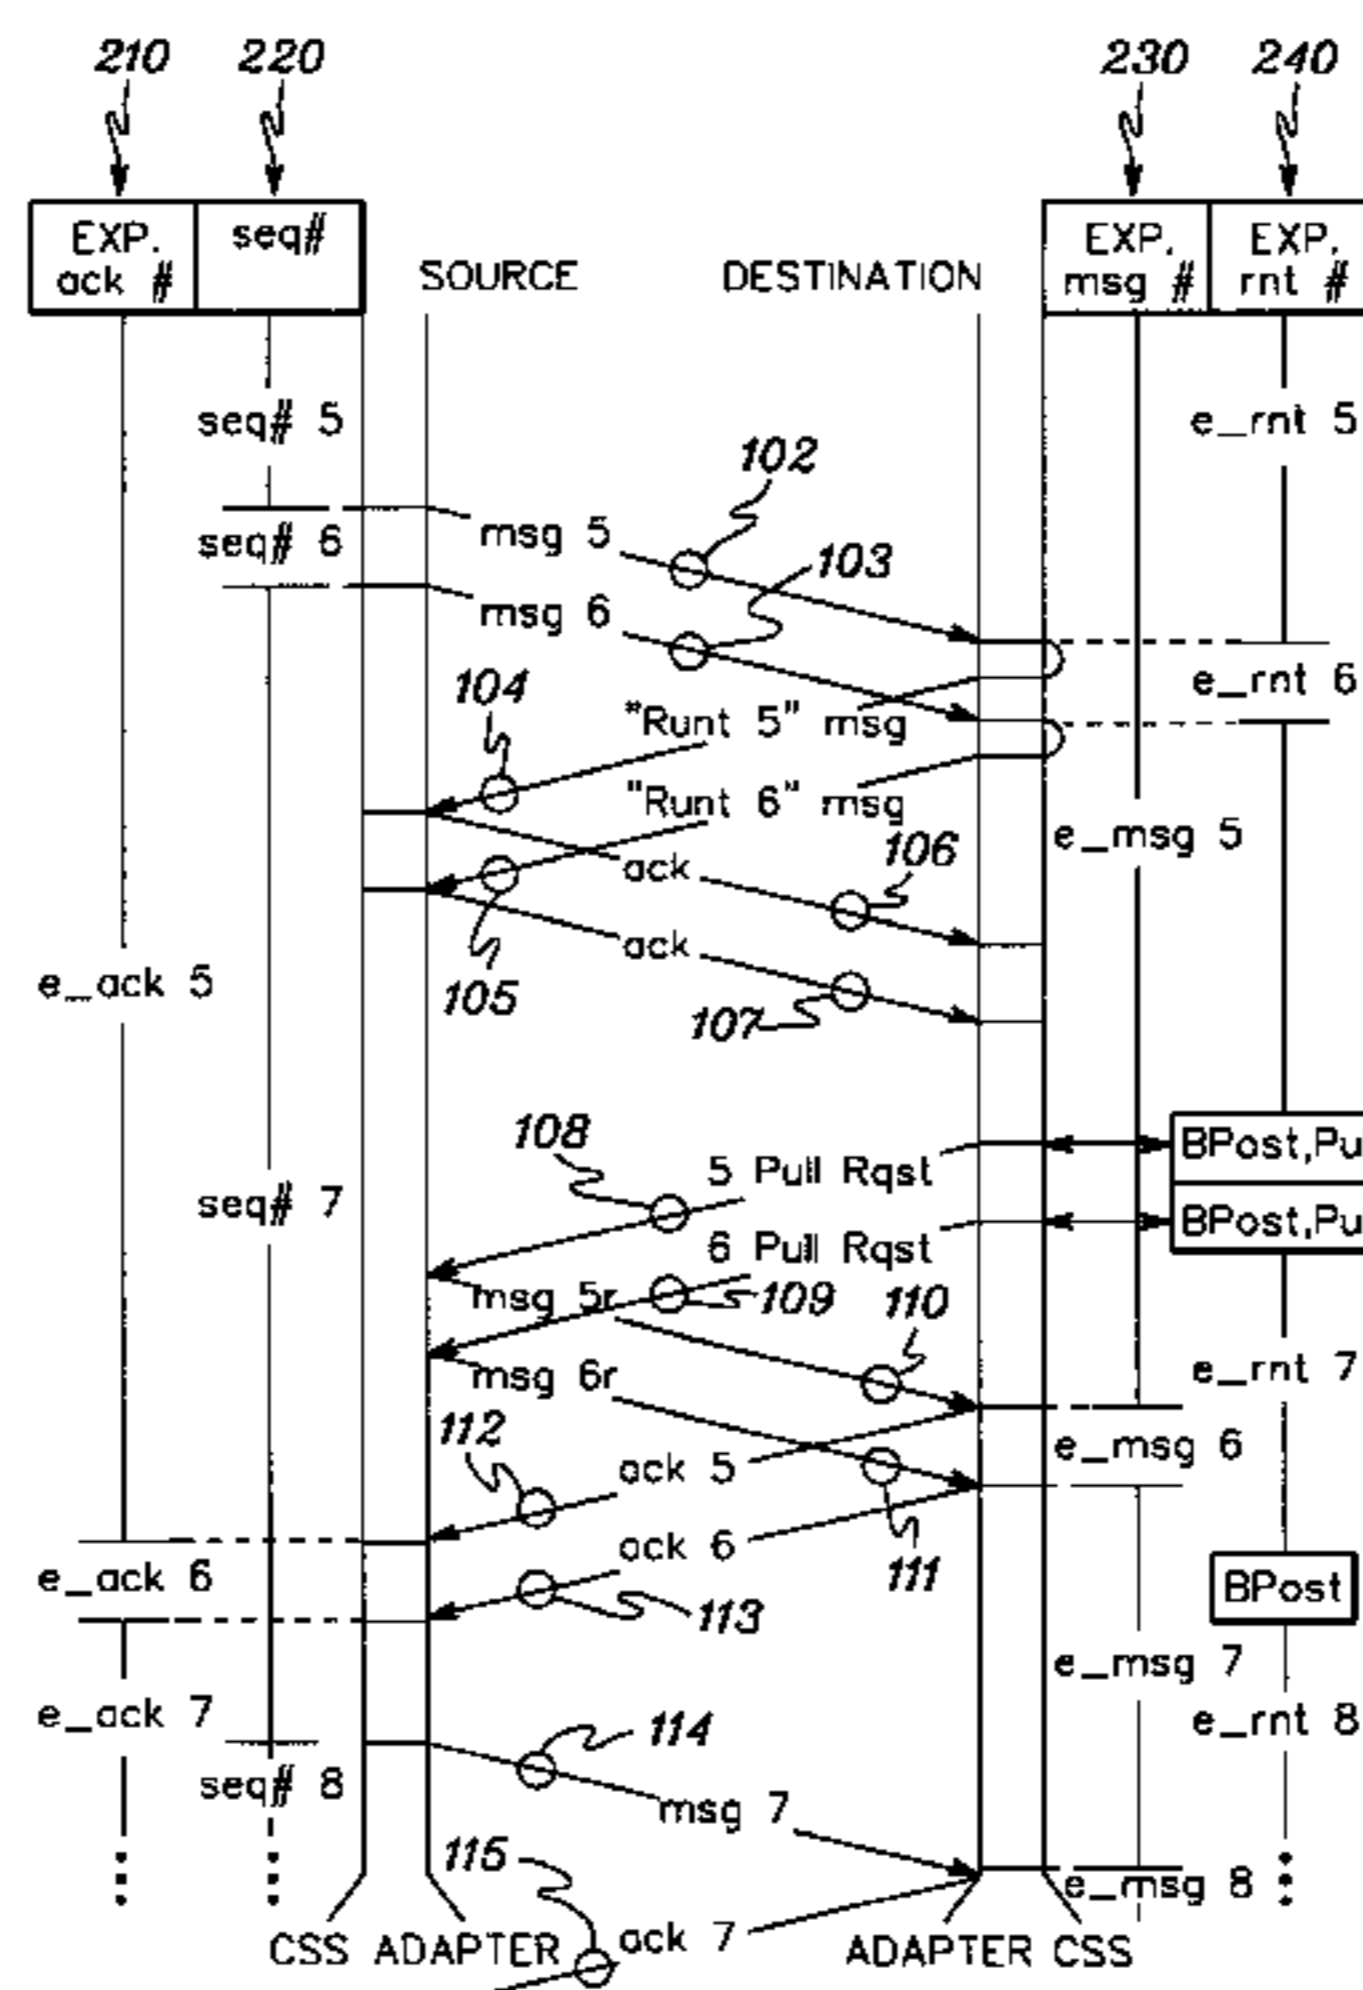 210 220 230 240
EXP. ack # seq# SOURCE DESTINATION EXP. msg # EXP. rnt #
seq# 5 e_rnt 5
102
seq# 6 msg 5
103
msg 6
104 e_rnt 6
"Runt 5" msg
"Runt 6" msg
e_msg 5
106
ack
ack
e_ack 5 105
107
108
BPost,Pu
5 Pull Rqst
seq# 7
BPost,Pu
6 Pull Rqst
msg 5r 109 110
e_rnt 7
msg 6r
112 e_msg 6
ack 5
ack 6
e_ack 6 111 BPost
113
e_msg 7
e_ack 7 114 e_rnt 8
seq# 8
msg 7
115
e_msg 8
ack 7
CSS ADAPTER ADAPTER CSS